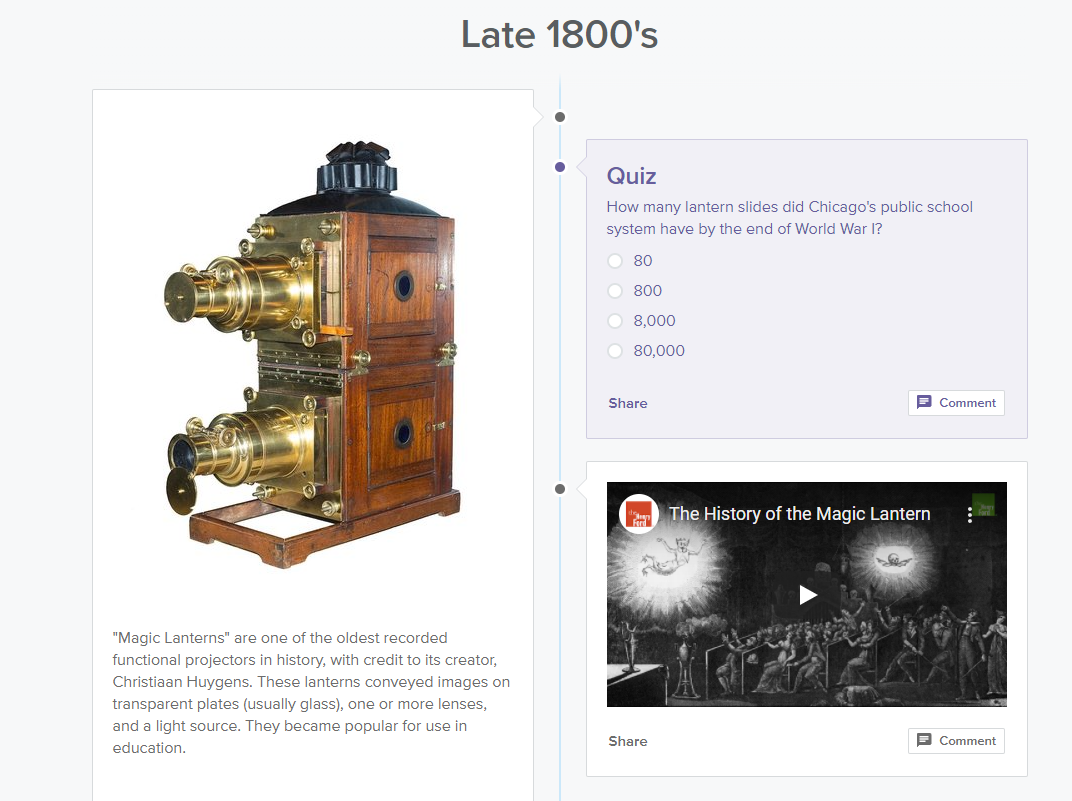 Late 1800's
"Magic Lanterns" are one of the oldest recorded
functional projectors in history, with credit to its creator,
Christiaan Huygens. These lanterns conveyed images on
transparent plates (usually glass), one or more lenses,
and a light source. They became popular for use in
education.
Quiz
How many lantern slides did Chicago's public school
system have by the end of World War I?
80
800
8,000
80,000
Share
Comment
The Henry Ford
The History of the Magic Lantern
Share
Comment